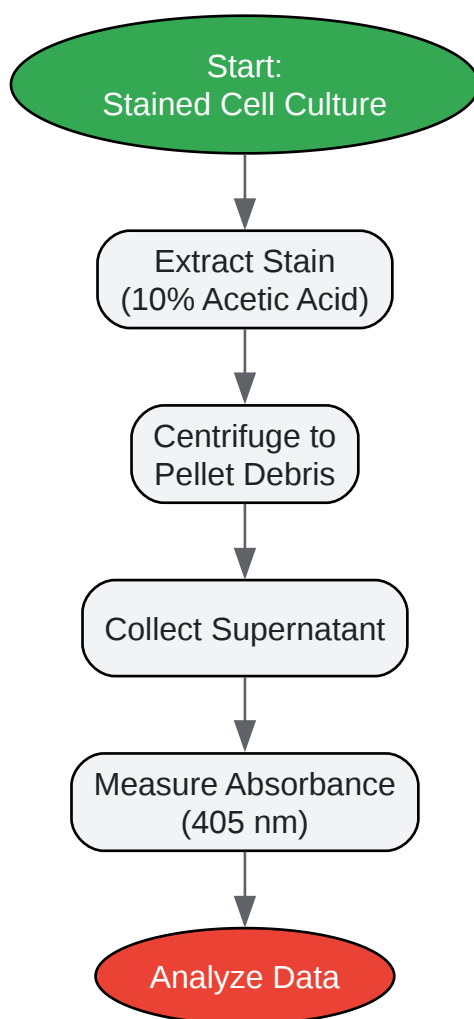 Start:
Stained Cell Culture
Extract Stain
(10% Acetic Acid)
Centrifuge to
Pellet Debris
Collect Supernatant
Measure Absorbance
(405 nm)
Analyze Data